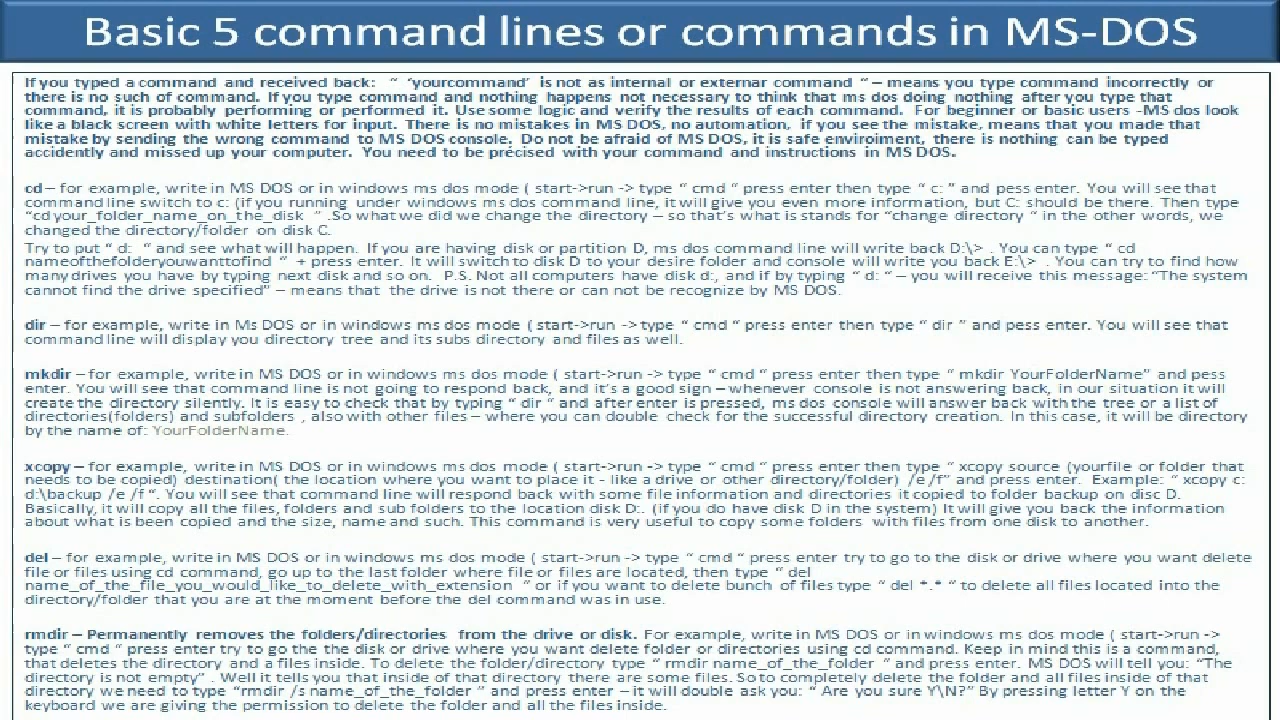 Basic 5 command lines or commands in MS-DOS
If you typed a command and received back: “ ‘yourcommand’ is not as internal or externar command “ – means you type command incorrectly or
there is no such of command. If you type command and nothing happens not necessary to think that ms dos doing nothing after you type that
command, it is probably performing or performed it. Use some logic and verify the results of each command. For beginner or basic users -MS dos look
like a black screen with white letters for input. There is no mistakes in MS DOS, no automation, if you see the mistake, means that you made that
mistake by sending the wrong command to MS DOS console. Do not be afraid of MS DOS, it is safe enviroiment, there is nothing can be typed
accidently and missed up your computer. You need to be précised with your command and instructions in MS DOS.
cd – for example, write in MS DOS or in windows ms dos mode ( start->run -> type “ cmd “ press enter then type “ c: ” and pess enter. You will see that
command line switch to c: (if you running under windows ms dos command line, it will give you even more information, but C: should be there. Then type
“cd your_folder_name_on_the_disk ” .So what we did we change the directory – so that’s what is stands for “change directory “ in the other words, we
changed the directory/folder on disk C.
Try to put “ d: “ and see what will happen. If you are having disk or partition D, ms dos command line will write back D:\> . You can type “ cd
nameofthefolderyouwanttofind “ + press enter. It will switch to disk D to your desire folder and console will write you back E:\> . You can try to find how
many drives you have by typing next disk and so on. P.S. Not all computers have disk d:, and if by typing “ d: “ – you will receive this message: “The system
cannot find the drive specified” – means that the drive is not there or can not be recognize by MS DOS.
dir – for example, write in Ms DOS or in windows ms dos mode ( start->run -> type “ cmd “ press enter then type “ dir ” and pess enter. You will see that
command line will display you directory tree and its subs directory and files as well.
mkdir – for example, write in MS DOS or in windows ms dos mode ( start->run -> type “ cmd “ press enter then type “ mkdir YourFolderName” and pess
enter. You will see that command line is not going to respond back, and it’s a good sign – whenever console is not answering back, in our situation it will
create the directory silently. It is easy to check that by typing “ dir “ and after enter is pressed, ms dos console will answer back with the tree or a list of
directories(folders) and subfolders , also with other files – where you can double check for the successful directory creation. In this case, it will be directory
by the name of: YourFolderName.
xcopy – for example, write in MS DOS or in windows ms dos mode ( start->run -> type “ cmd “ press enter then type “ xcopy source (yourfile or folder that
needs to be copied) destination( the location where you want to place it - like a drive or other directory/folder) /e /f” and press enter. Example: “ xcopy c:
d:\backup /e /f “. You will see that command line will respond back with some file information and directories it copied to folder backup on disc D.
Basically, it will copy all the files, folders and sub folders to the location disk D:. (if you do have disk D in the system) It will give you back the information
about what is been copied and the size, name and such. This command is very useful to copy some folders with files from one disk to another.
del – for example, write in MS DOS or in windows ms dos mode ( start->run -> type “ cmd “ press enter try to go to the disk or drive where you want delete
file or files using cd command, go up to the last folder where file or files are located, then type “ del
name_of_the_file_you_would_like_to_delete_with_extension “ or if you want to delete bunch of files type “ del *.* “ to delete all files located into the
directory/folder that you are at the moment before the del command was in use.
rmdir – Permanently removes the folders/directories from the drive or disk. For example, write in MS DOS or in windows ms dos mode ( start->run ->
type “ cmd “ press enter try to go the the disk or drive where you want delete folder or directories using cd command. Keep in mind this is a command,
that deletes the directory and a files inside. To delete the folder/directory type “ rmdir name_of_the_folder “ and press enter. MS DOS will tell you: “The
directory is not empty” . Well it tells you that inside of that directory there are some files. So to completely delete the folder and all files inside of that
directory we need to type “rmdir /s name_of_the_folder ” and press enter – it will double ask you: “ Are you sure Y\N?” By pressing letter Y on the
keyboard we are giving the permission to delete the folder and all the files inside.